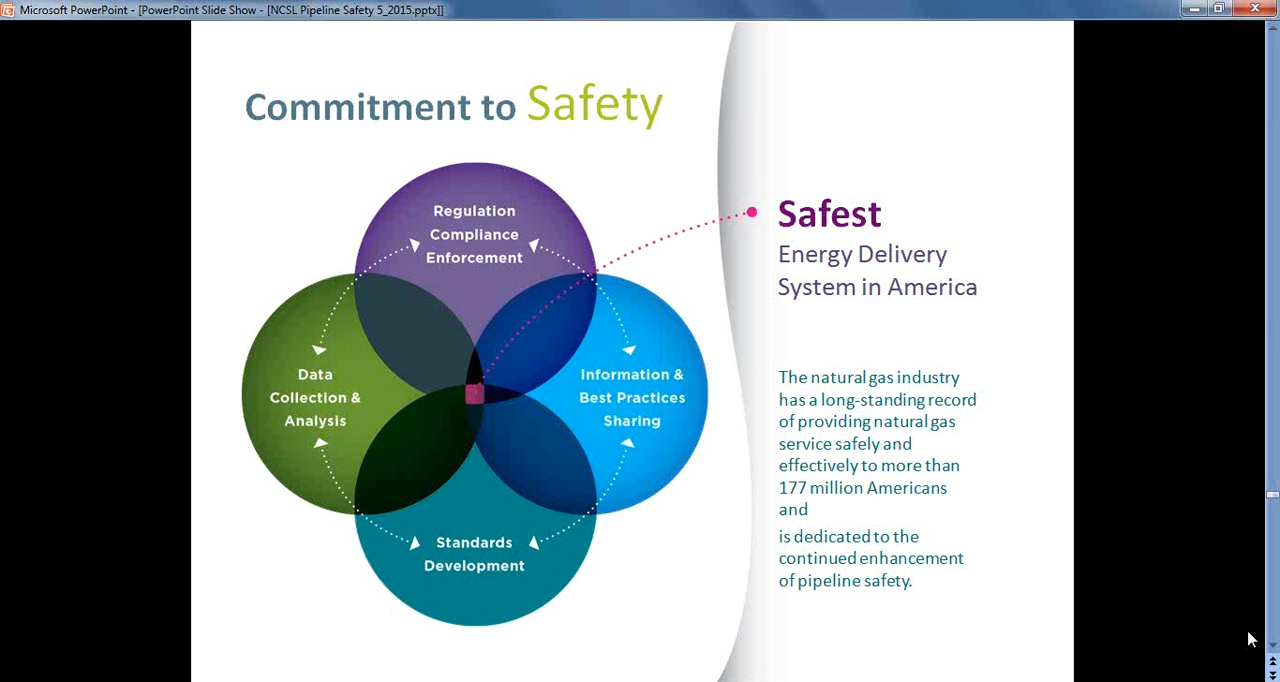 Microsoft PowerPoint - [PowerPoint Slide Show - [NCSL Pipeline Safety 5_2015.pptx]]
Commitment to Safety
Regulation
Compliance
Enforcement
Data
Collection &
Analysis
Information &
Best Practices
Sharing
Standards
Development
Safest
Energy Delivery
System in America
The natural gas industry
has a long-standing record
of providing natural gas
service safely and
effectively to more than
177 million Americans
and
is dedicated to the
continued enhancement
of pipeline safety.